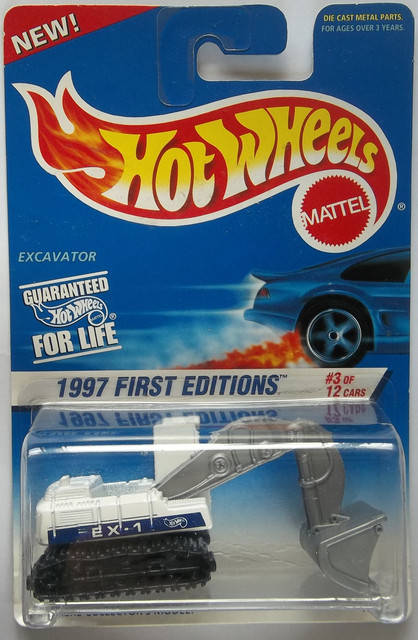 NEW!
DIE CAST METAL PARTS
FOR AGES OVER 3 YEARS
HOT WHEELS
MATTEL
®
EXCAVATOR
GUARANTEED
HOT WHEELS ®
FOR LIFE
1997 FIRST EDITIONS™
#3 OF
12 CARS
EX-1